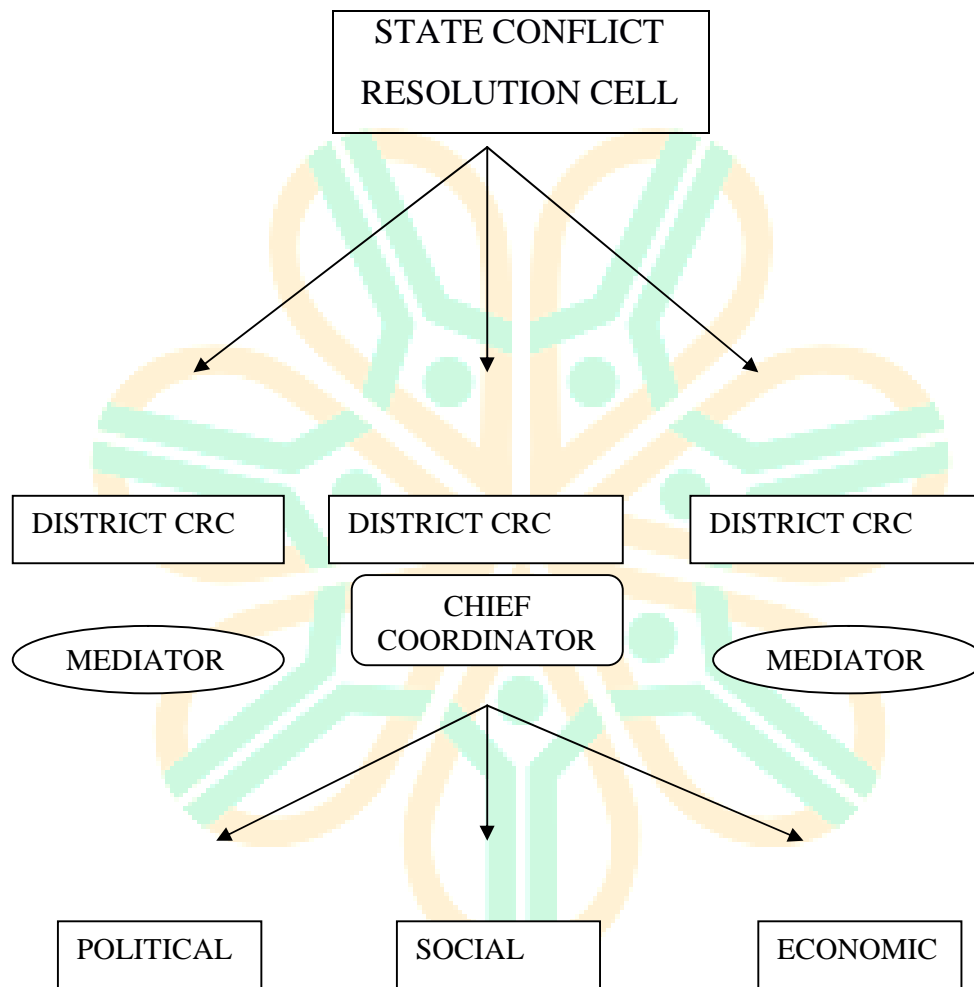 STATE CONFLICT
RESOLUTION CELL
DISTRICT CRC
DISTRICT CRC
DISTRICT CRC
MEDIATOR
CHIEF
COORDINATOR
MEDIATOR
POLITICAL
SOCIAL
ECONOMIC